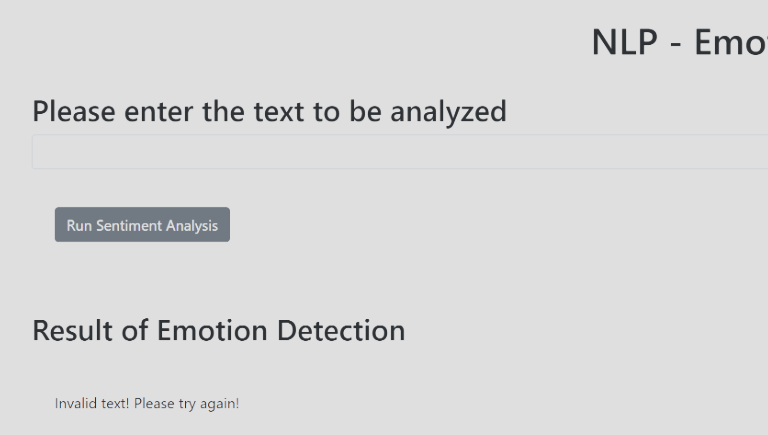 NLP - Emo
Please enter the text to be analyzed
Run Sentiment Analysis
Result of Emotion Detection
Invalid text! Please try again!